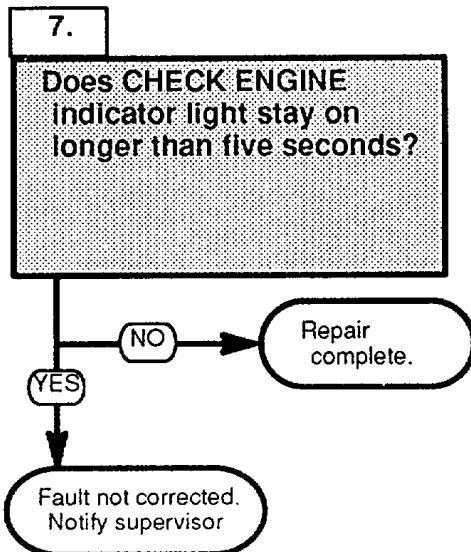 7.
Does CHECK ENGINE
indicator light stay on
longer than five seconds?
NO
Repair
complete.
YES
Fault not corrected.
Notify supervisor